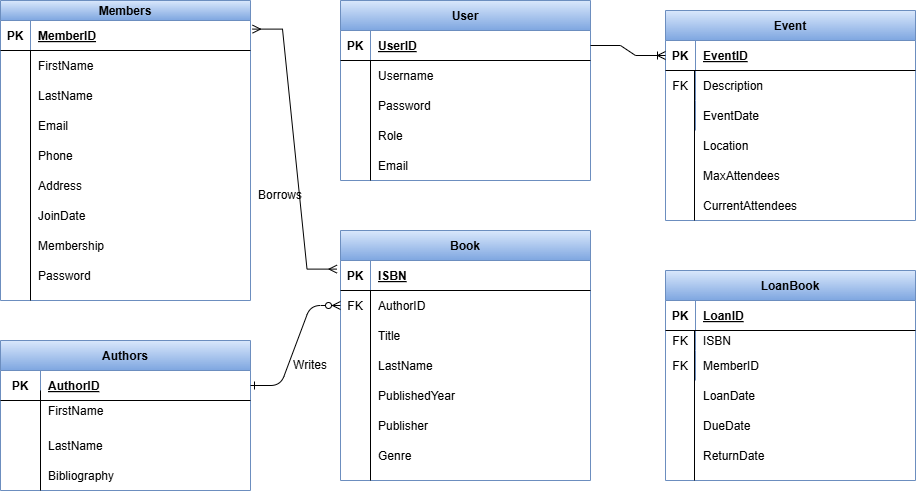 Members
PK MemberID
FirstName
LastName
Email
Phone
Address
JoinDate
Membership
Password
User
PK UserID
Username
Password
Role
Email
Event
PK EventID
FK Description
EventDate
Location
MaxAttendees
CurrentAttendees
Borrows
Book
PK ISBN
FK AuthorID
Title
LastName
PublishedYear
Publisher
Genre
Writes
Authors
PK AuthorID
FirstName
LastName
Bibliography
LoanBook
PK LoanID
FK ISBN
FK MemberID
LoanDate
DueDate
ReturnDate